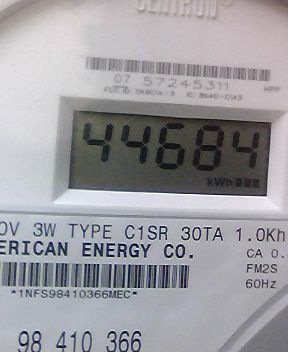 CENTRON
07 57245311
44684
kWh
0V 3W TYPE C1SR 30TA 1.0Kh
ERICAN ENERGY CO.
CA 0.
FM2S
60Hz
*1NFS98410366MEC*
98 410 366